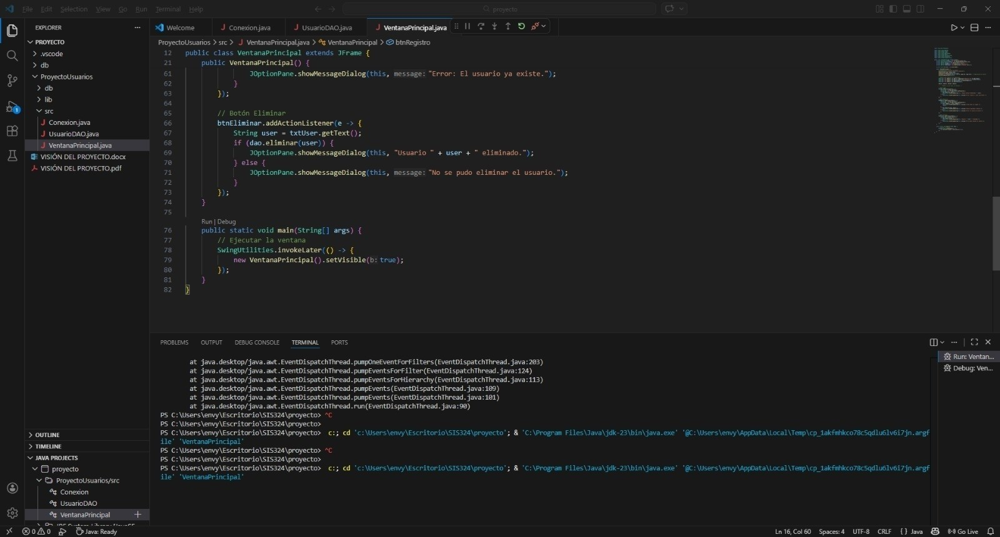 File Edit Selection View Go Run Terminal Help
proyecto
EXPLORER
Welcome
Conexion.java
UsuarioDAO.java
VentanaPrincipal.java
PROYECTO
.vscode
db
ProyectoUsuarios
db
lib
src
Conexion.java
UsuarioDAO.java
VentanaPrincipal.java
VISIÓN DEL PROYECTO.docx
VISIÓN DEL PROYECTO.pdf
OUTLINE
TIMELINE
JAVA PROJECTS
proyecto
ProyectoUsuarios/src
Conexion
UsuarioDAO
VentanaPrincipal
ProyectoUsuarios > src > VentanaPrincipal.java > VentanaPrincipal > btnRegistro
12 public class VentanaPrincipal extends JFrame {
21 public VentanaPrincipal() {
61 JOptionPane.showMessageDialog(this, message: "Error: El usuario ya existe.");
62 }
63 });
64
65 // Botón Eliminar
66 btnEliminar.addActionListener(e -> {
67 String user = txtUser.getText();
68 if (dao.eliminar(user)) {
69 JOptionPane.showMessageDialog(this, "Usuario " + user + " eliminado.");
70 } else {
71 JOptionPane.showMessageDialog(this, message: "No se pudo eliminar el usuario.");
72 }
73 });
74 }
75
Run | Debug
76 public static void main(String[] args) {
77 // Ejecutar la ventana
78 SwingUtilities.invokeLater(() -> {
79 new VentanaPrincipal().setVisible(b: true);
80 });
81 }
82 }
PROBLEMS OUTPUT DEBUG CONSOLE TERMINAL PORTS
at java.desktop/java.awt.EventDispatchThread.pumpOneEventForFilters(EventDispatchThread.java:203)
at java.desktop/java.awt.EventDispatchThread.pumpEventsForFilter(EventDispatchThread.java:124)
at java.desktop/java.awt.EventDispatchThread.pumpEventsForHierarchy(EventDispatchThread.java:113)
at java.desktop/java.awt.EventDispatchThread.pumpEvents(EventDispatchThread.java:109)
at java.desktop/java.awt.EventDispatchThread.pumpEvents(EventDispatchThread.java:101)
at java.desktop/java.awt.EventDispatchThread.run(EventDispatchThread.java:90)
PS C:\Users\envy\Escritorio\SIS324\proyecto> ^C
PS C:\Users\envy\Escritorio\SIS324\proyecto>
PS C:\Users\envy\Escritorio\SIS324\proyecto> c:; cd 'c:\Users\envy\Escritorio\SIS324\proyecto'; & 'C:\Program Files\Java\jdk-23\bin\java.exe' '@C:\Users\envy\AppData\Local\Temp\cp_1akfmhkco78c5qdlu6lv6i7jn.argf
ile' 'VentanaPrincipal'
PS C:\Users\envy\Escritorio\SIS324\proyecto> ^C
PS C:\Users\envy\Escritorio\SIS324\proyecto>
PS C:\Users\envy\Escritorio\SIS324\proyecto> c:; cd 'c:\Users\envy\Escritorio\SIS324\proyecto'; & 'C:\Program Files\Java\jdk-23\bin\java.exe' '@C:\Users\envy\AppData\Local\Temp\cp_1akfmhkco78c5qdlu6lv6i7jn.argf
ile' 'VentanaPrincipal'
Run: Ventan...
Debug: Ven...
0 0
Java: Ready
Ln 16, Col 60 Spaces: 4 UTF-8 CRLF { } Java Go Live